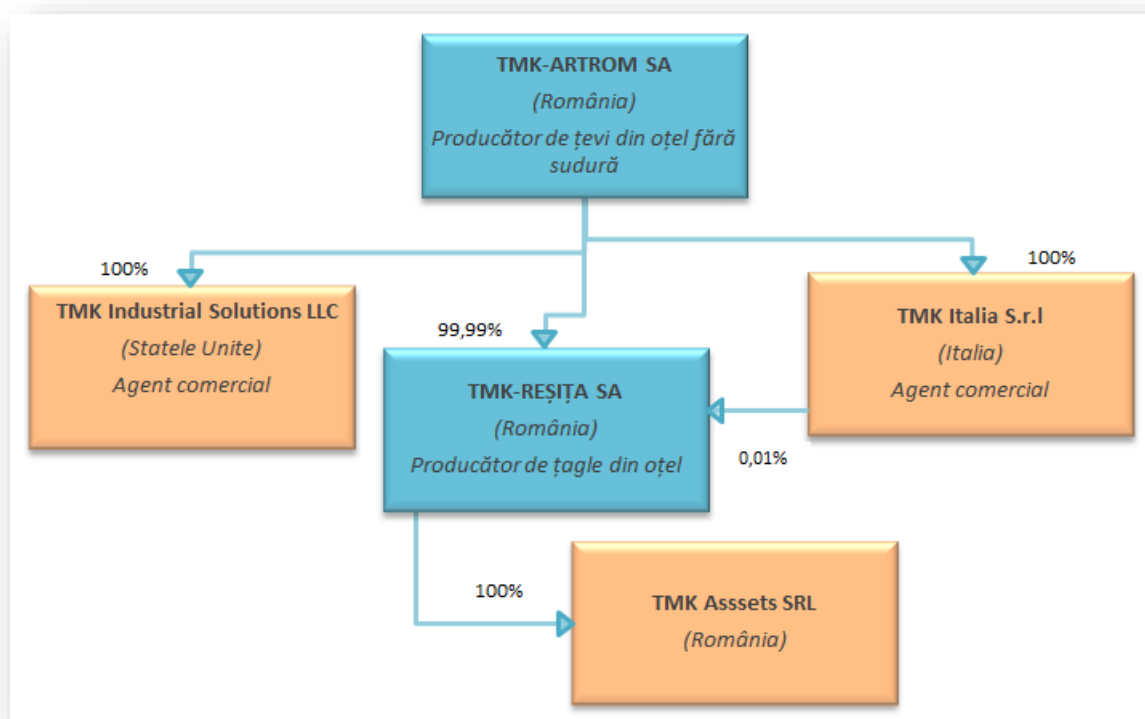 TMK-ARTROM SA
(România)
Producător de țevi din oțel fără
sudură
100%
100%
TMK Industrial Solutions LLC
(Statele Unite)
Agent comercial
TMK Italia S.r.l
(Italia)
Agent comercial
99,99%
TMK-REȘIȚA SA
(România)
Producător de țagle din oțel
0,01%
100%
TMK Asssets SRL
(România)